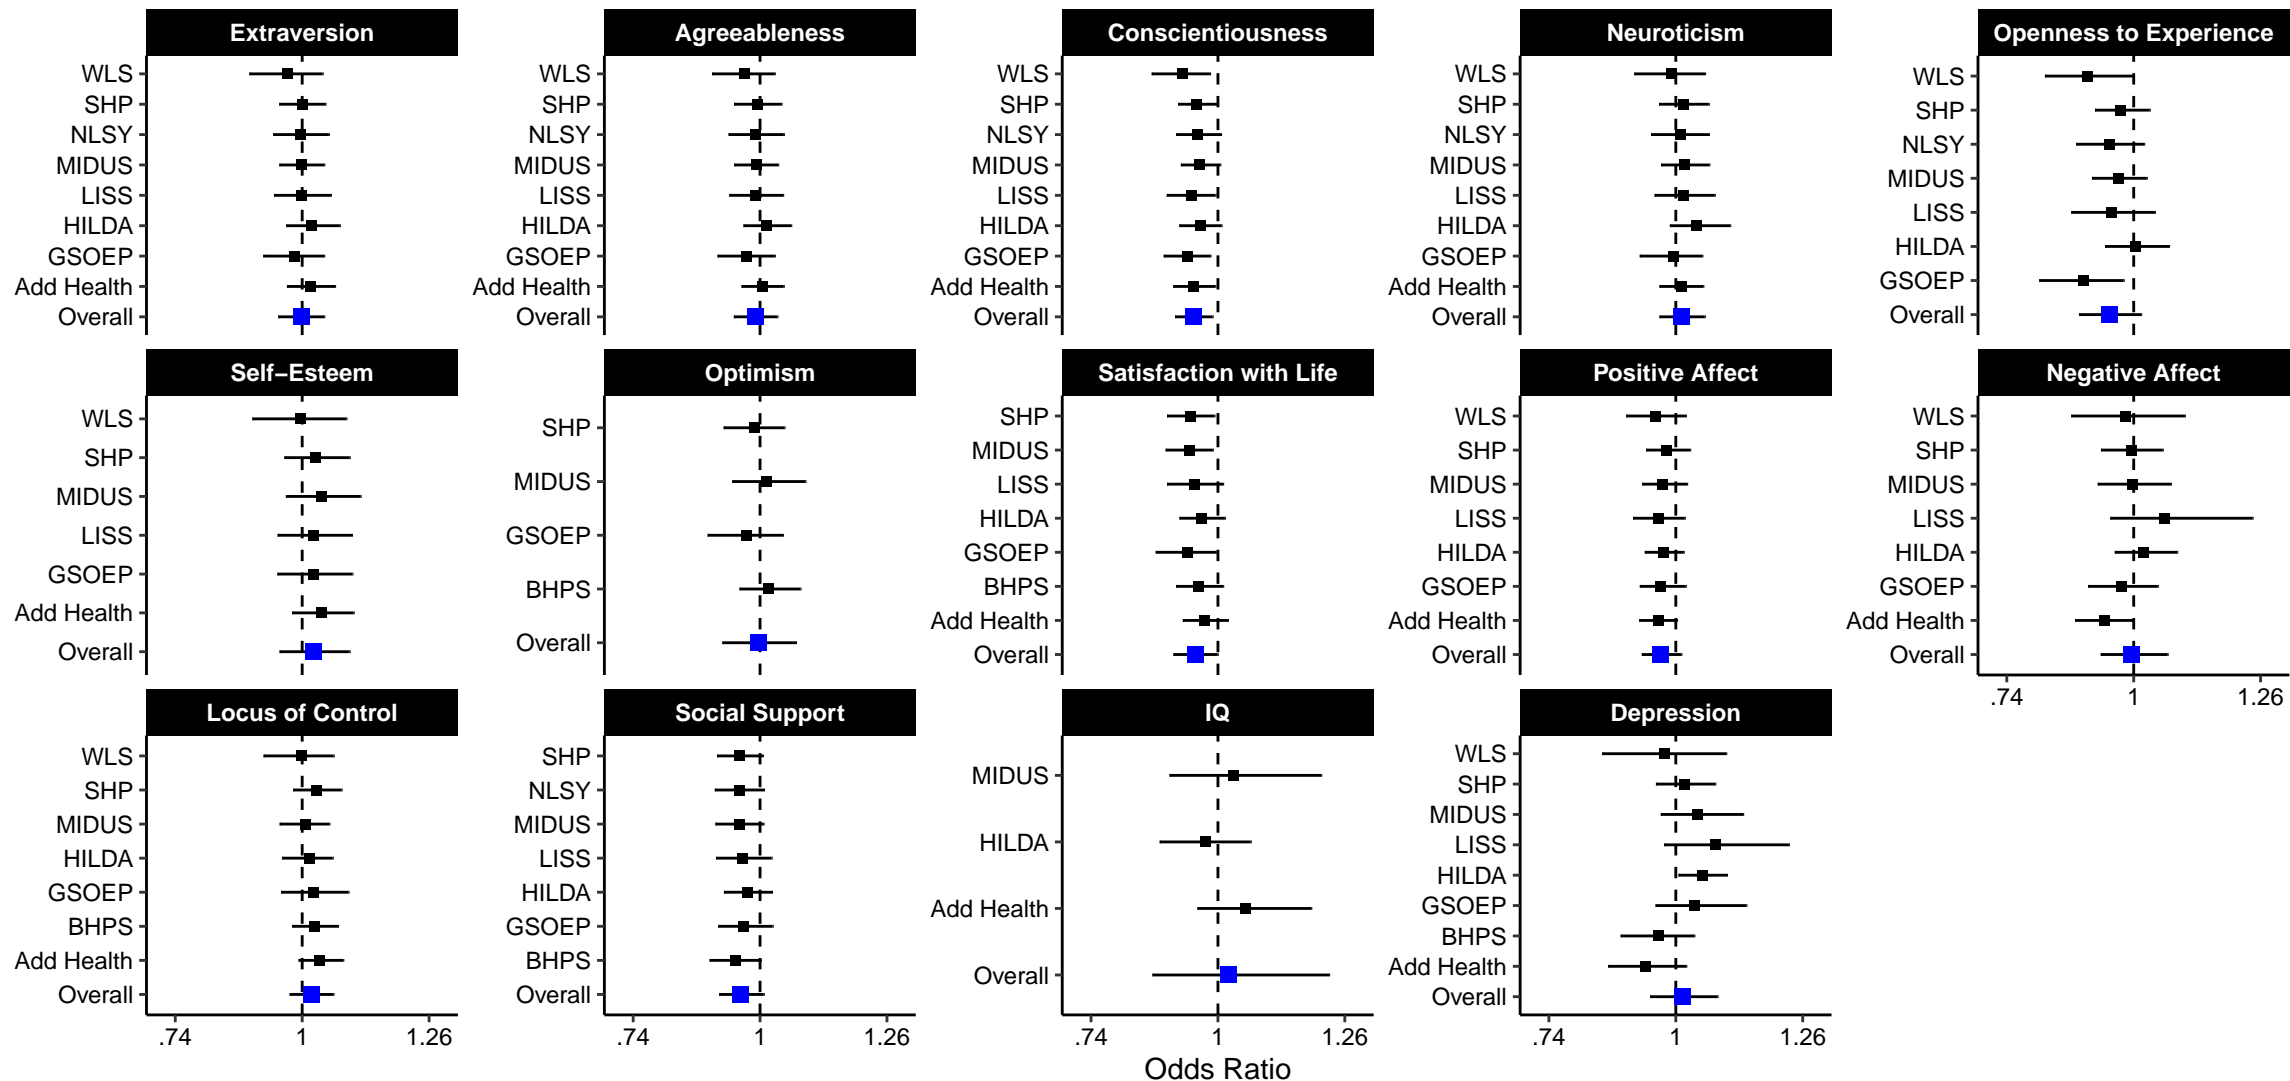 Extraversion
WLS
SHP
NLSY
MIDUS
LISS
HILDA
GSOEP
Add Health
Overall
Agreeableness
WLS
SHP
NLSY
MIDUS
LISS
HILDA
GSOEP
Add Health
Overall
Conscientiousness
WLS
SHP
NLSY
MIDUS
LISS
HILDA
GSOEP
Add Health
Overall
Neuroticism
WLS
SHP
NLSY
MIDUS
LISS
HILDA
GSOEP
Add Health
Overall
Openness to Experience
WLS
SHP
NLSY
MIDUS
LISS
HILDA
GSOEP
Overall
Self−Esteem
WLS
SHP
MIDUS
LISS
GSOEP
Add Health
Overall
Optimism
SHP
MIDUS
GSOEP
BHPS
Overall
Satisfaction with Life
SHP
MIDUS
LISS
HILDA
GSOEP
BHPS
Add Health
Overall
Positive Affect
WLS
SHP
MIDUS
LISS
HILDA
GSOEP
Add Health
Overall
Negative Affect
WLS
SHP
MIDUS
LISS
HILDA
GSOEP
Add Health
Overall
.74 1 1.26
Locus of Control
WLS
SHP
MIDUS
HILDA
GSOEP
BHPS
Add Health
Overall
.74 1 1.26
Social Support
SHP
NLSY
MIDUS
LISS
HILDA
GSOEP
BHPS
Overall
.74 1 1.26
IQ
MIDUS
HILDA
Add Health
Overall
.74 1 1.26
Depression
WLS
SHP
MIDUS
LISS
HILDA
GSOEP
BHPS
Add Health
Overall
.74 1 1.26
Odds Ratio